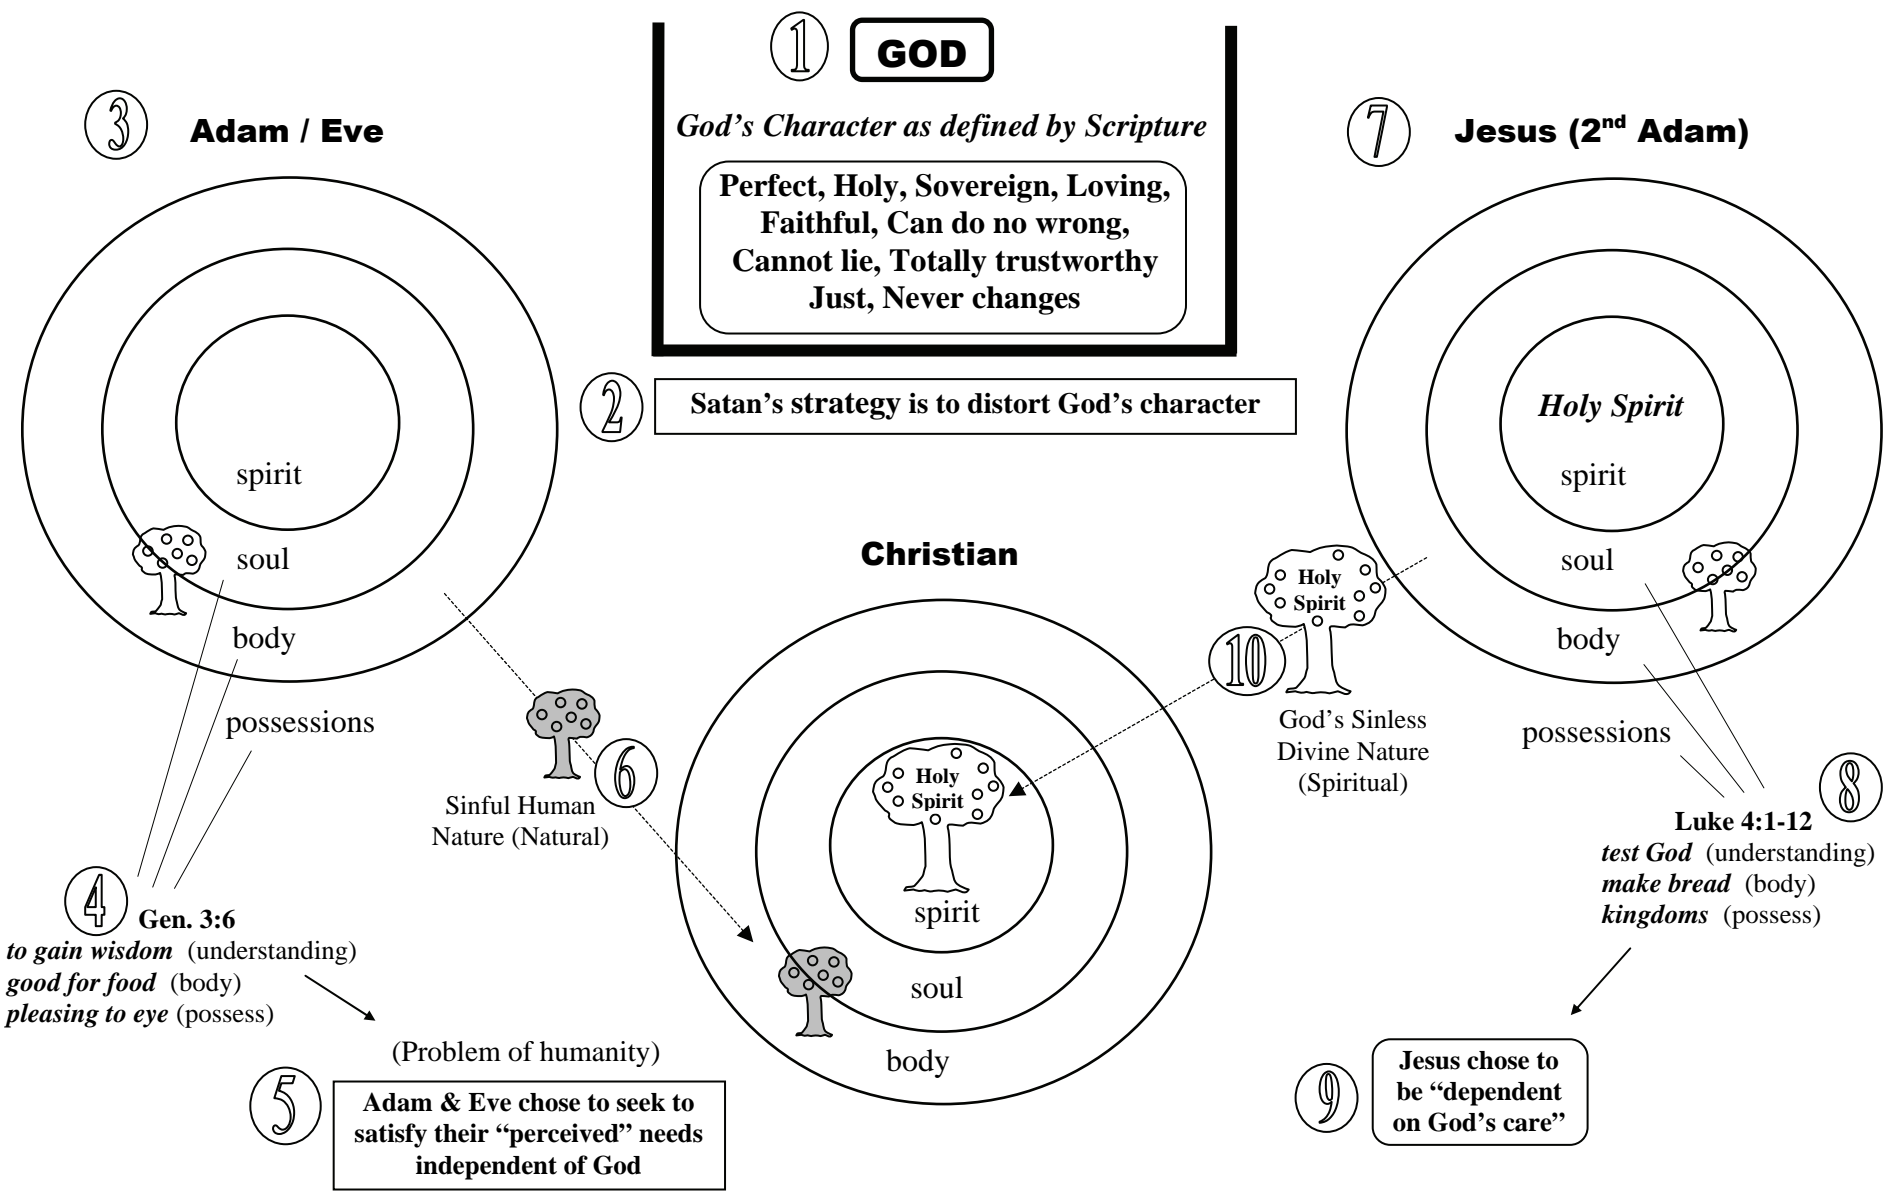 1
GOD
God’s Character as defined by Scripture
Perfect, Holy, Sovereign, Loving,
Faithful, Can do no wrong,
Cannot lie, Totally trustworthy
Just, Never changes
2
Satan’s strategy is to distort God’s character
3
Adam / Eve
spirit
soul
body
possessions
4
Gen. 3:6
to gain wisdom (understanding)
good for food (body)
pleasing to eye (possess)
(Problem of humanity)
5
Adam & Eve chose to seek to
satisfy their “perceived” needs
independent of God
6
Sinful Human
Nature (Natural)
Christian
Holy
Spirit
spirit
soul
body
7
Jesus (2nd Adam)
Holy Spirit
spirit
soul
body
possessions
8
Luke 4:1-12
test God (understanding)
make bread (body)
kingdoms (possess)
9
Jesus chose to
be “dependent
on God’s care”
10
Holy
Spirit
God’s Sinless
Divine Nature
(Spiritual)